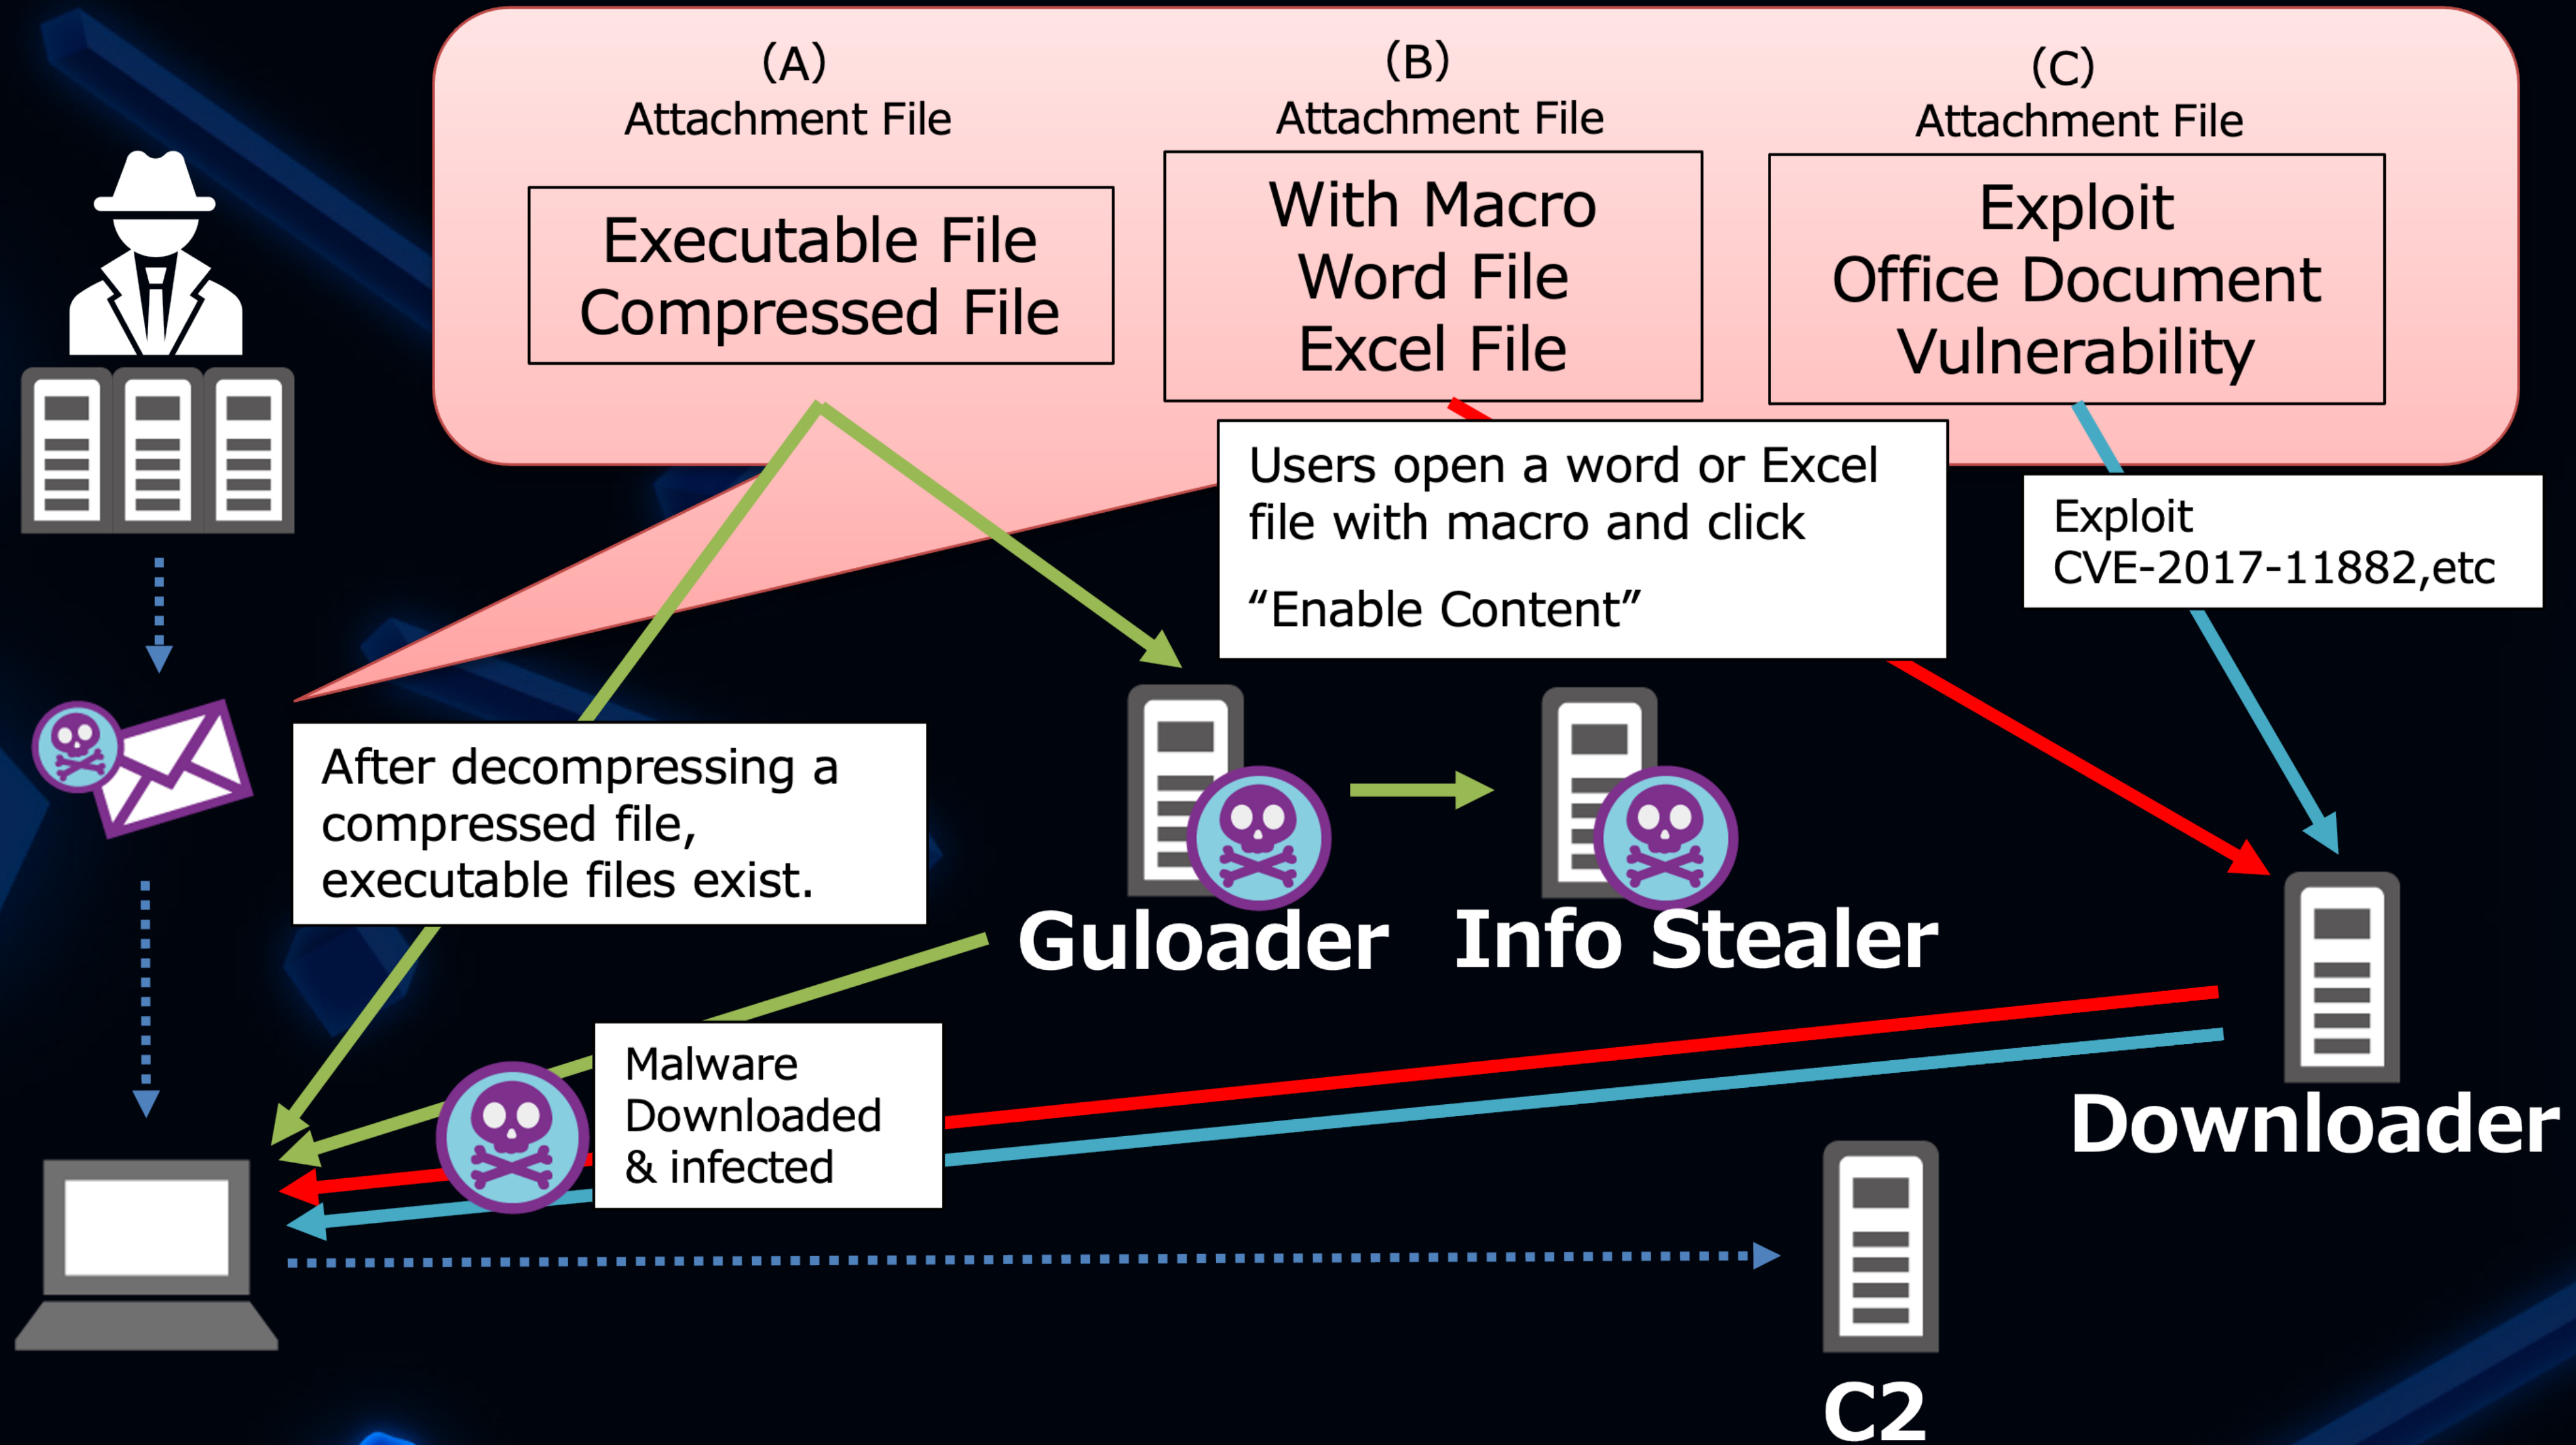 (A)
Attachment File
Executable File
Compressed File
(B)
Attachment File
With Macro
Word File
Excel File
(C)
Attachment File
Exploit
Office Document
Vulnerability
Users open a word or Excel
file with macro and click
“Enable Content”
Exploit
CVE-2017-11882,etc
After decompressing a
compressed file,
executable files exist.
Guloader
Info Stealer
Malware
Downloaded
& infected
Downloader
C2